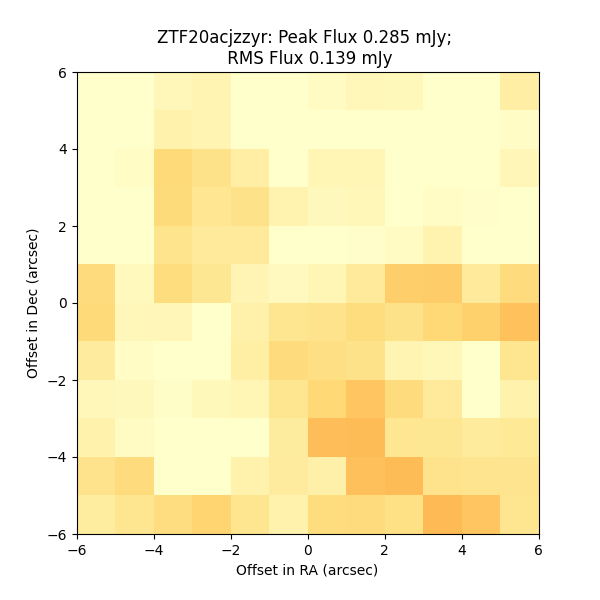 ZTF20acjzzyr: Peak Flux 0.285 mJy;
RMS Flux 0.139 mJy
6
4
2
0
−2
−4
−6
Offset in Dec (arcsec)
−6 −4 −2 0 2 4 6
Offset in RA (arcsec)